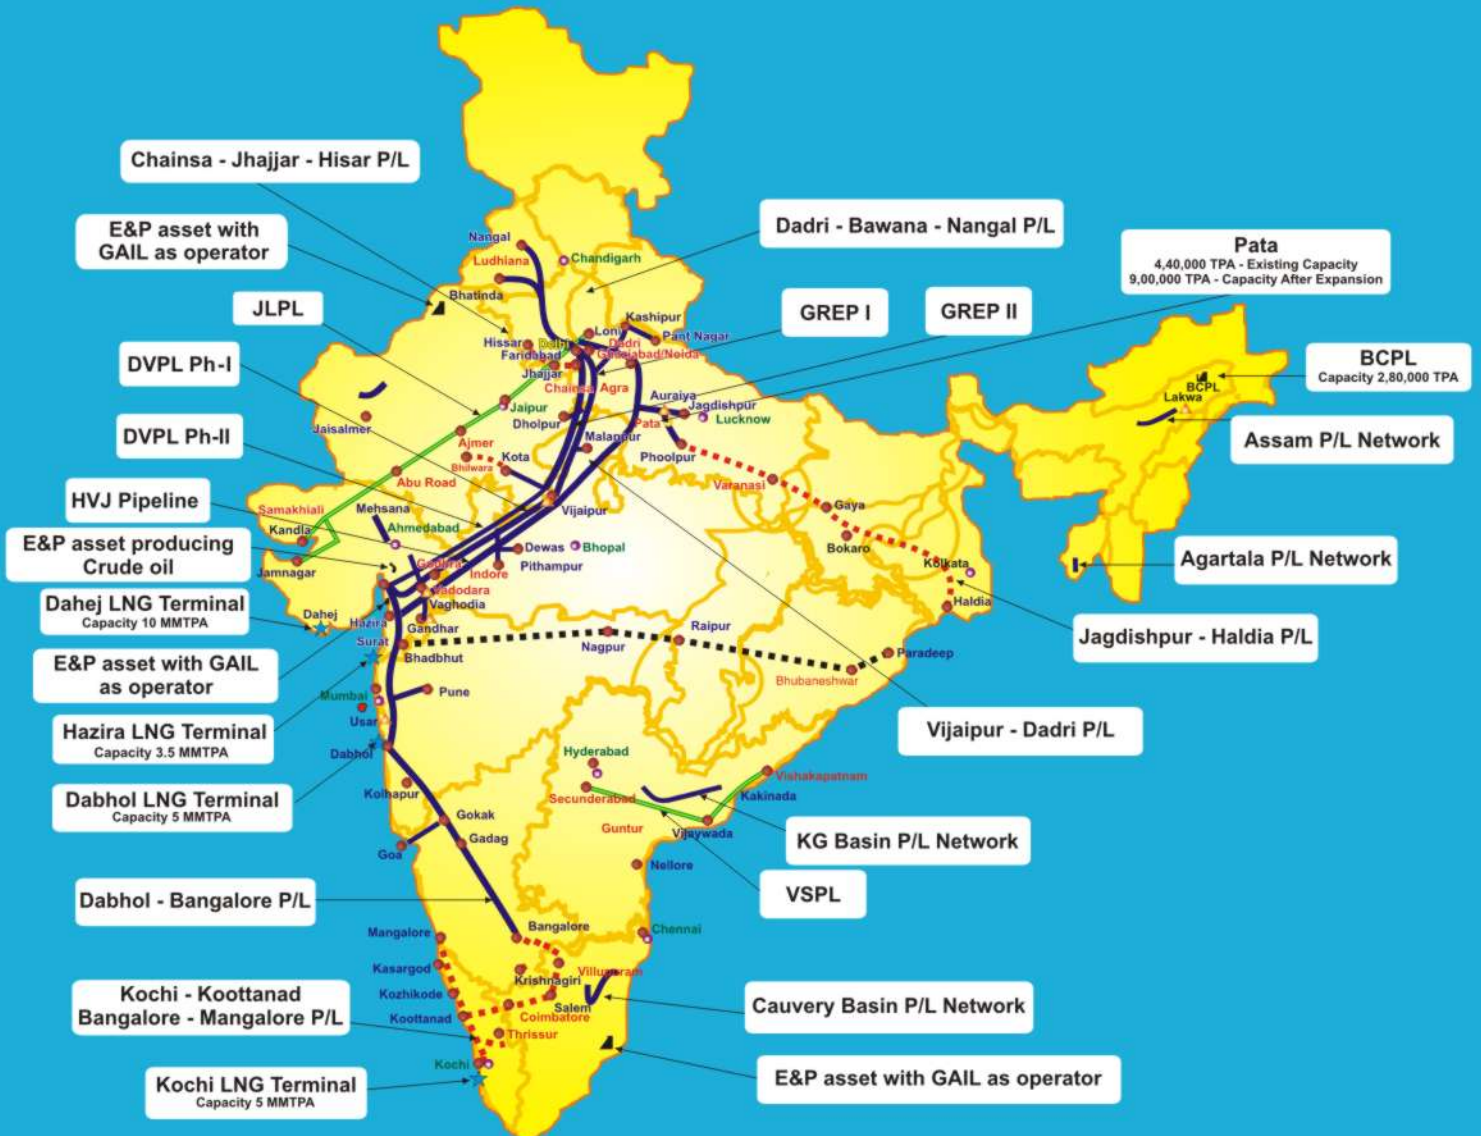 Chainsa - Jhajjar - Hisar P/L
E&P asset with
GAIL as operator
JLPL
DVPL Ph-I
DVPL Ph-II
HVJ Pipeline
E&P asset producing
Crude oil
Dahej LNG Terminal
Capacity 10 MMTPA
E&P asset with GAIL
as operator
Hazira LNG Terminal
Capacity 3.5 MMTPA
Dabhol LNG Terminal
Capacity 5 MMTPA
Dabhol - Bangalore P/L
Kochi - Koottanad
Bangalore - Mangalore P/L
Kochi LNG Terminal
Capacity 5 MMTPA
Dadri - Bawana - Nangal P/L
GREP I
GREP II
Pata
4,40,000 TPA - Existing Capacity
9,00,000 TPA - Capacity After Expansion
BCPL
Capacity 2,80,000 TPA
Assam P/L Network
Agartala P/L Network
Jagdishpur - Haldia P/L
Vijaipur - Dadri P/L
KG Basin P/L Network
VSPL
Cauvery Basin P/L Network
E&P asset with GAIL as operator
Nangal
Ludhiana
Chandigarh
Bhatinda
Kashipur
Loni
Pant Nagar
Hissar
Delhi
Dadri
Faridabad
Ghaziabad/Noida
Jhajjar
Chainsa
Agra
Auraiya
Jagdishpur
Jaipur
Lucknow
Dholpur
Pata
Jaisalmer
Malanpur
Ajmer
Phoolpur
Kota
Bhilwara
Abu Road
Varanasi
Samakhiali
Mehsana
Vijaipur
Gaya
Kandla
Ahmedabad
Bokaro
Dewas
Bhopal
Jamnagar
Godhra
Indore
Pithampur
Kolkata
Vadodara
Vaghodia
Haldia
Dahej
Hazira
Gandhar
Surat
Raipur
Bhadbhut
Nagpur
Paradeep
Bhubaneshwar
Mumbai
Pune
Usar
Dabhol
Hyderabad
Vishakapatnam
Kolhapur
Secunderabad
Kakinada
Gokak
Guntur
Vijaywada
Gadag
Goa
Nellore
Bangalore
Chennai
Mangalore
Kasargod
Villupuram
Krishnagiri
Kozhikode
Salem
Koottanad
Coimbatore
Thrissur
Kochi
BCPL
Lakwa